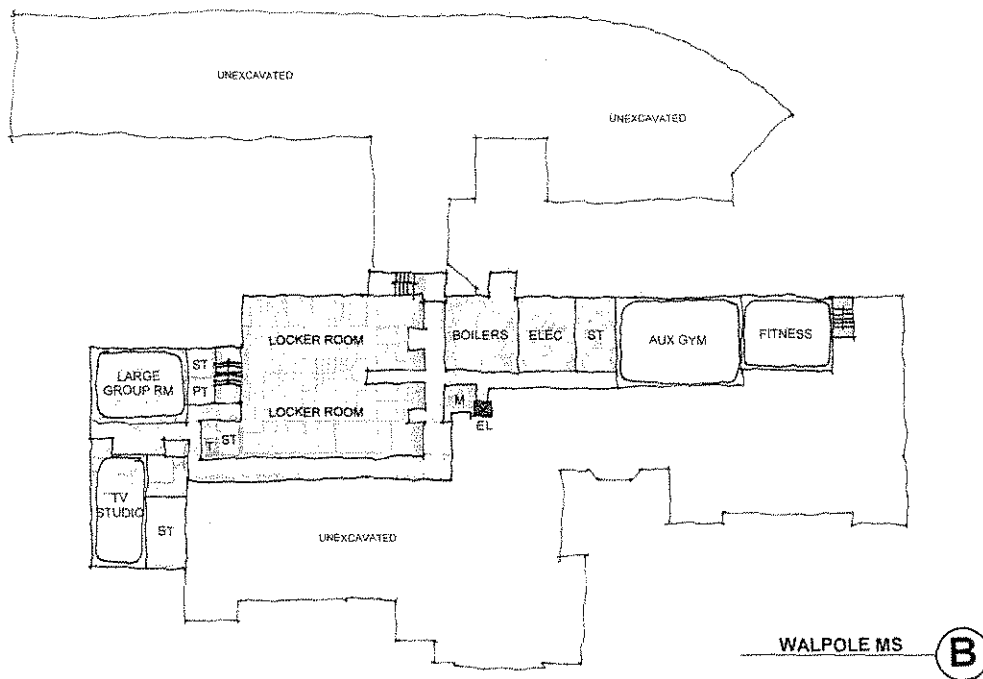 UNEXCAVATED
UNEXCAVATED
LOCKER ROOM
BOILERS
ELEC
ST
AUX GYM
FITNESS
LARGE
GROUP RM
ST
PT
LOCKER ROOM
M
EL
T
ST
TV
STUDIO
ST
UNEXCAVATED
WALPOLE MS
B